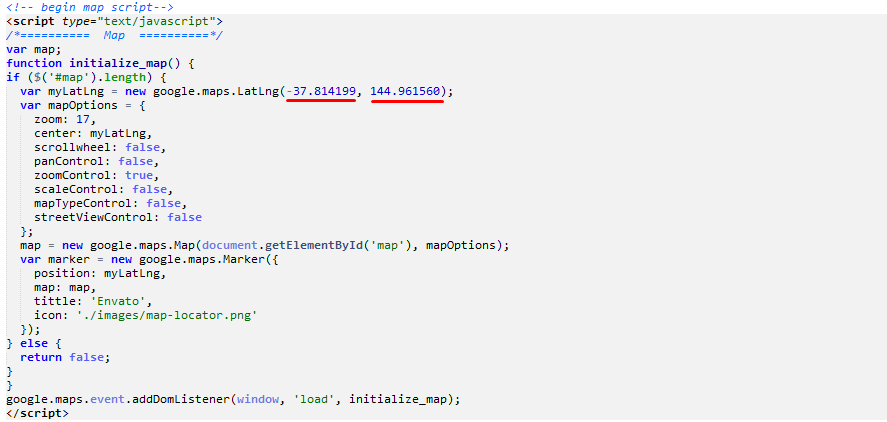 <!-- begin map script-->
<script type="text/javascript">
/*========== Map ==========*/
var map;
function initialize_map() {
if ($('#map').length) {
  var myLatLng = new google.maps.LatLng(-37.814199, 144.961560);
  var mapOptions = {
    zoom: 17,
    center: myLatLng,
    scrollwheel: false,
    panControl: false,
    zoomControl: true,
    scaleControl: false,
    mapTypeControl: false,
    streetViewControl: false
  };
  map = new google.maps.Map(document.getElementById('map'), mapOptions);
  var marker = new google.maps.Marker({
    position: myLatLng,
    map: map,
    tittle: 'Envato',
    icon: './images/map-locator.png'
  });
} else {
  return false;
}
}
google.maps.event.addDomListener(window, 'load', initialize_map);
</script>